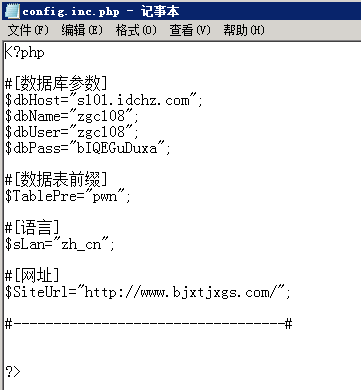 config.inc.php - 记事本
文件(F) 编辑(E) 格式(O) 查看(V) 帮助(H)
<?php
#[数据库参数]
$dbHost="s101.idchz.com";
$dbName="zgc108";
$dbUser="zgc108";
$dbPass="bIQEGuDuxa";
#[数据表前缀]
$TablePre="pwn";
#[语言]
$sLan="zh_cn";
#[网址]
$SiteUrl="http://www.bjxtjxgs.com/";
#----------------------------------#
?>